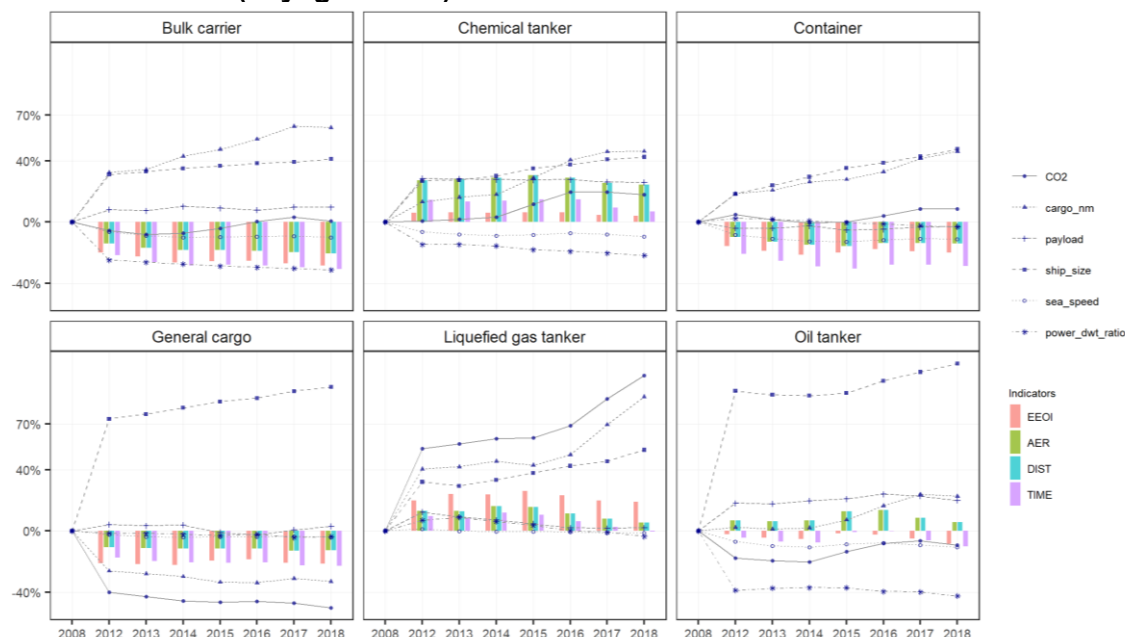 Bulk carrier
Chemical tanker
Container
70%
40%
0%
-40%
CO2
cargo_nm
payload
ship_size
sea_speed
power_dwt_ratio
General cargo
Liquefied gas tanker
Oil tanker
70%
40%
0%
-40%
Indicators
EEOI
AER
DIST
TIME
2008 2012 2013 2014 2015 2016 2017 2018
2008 2012 2013 2014 2015 2016 2017 2018
2008 2012 2013 2014 2015 2016 2017 2018